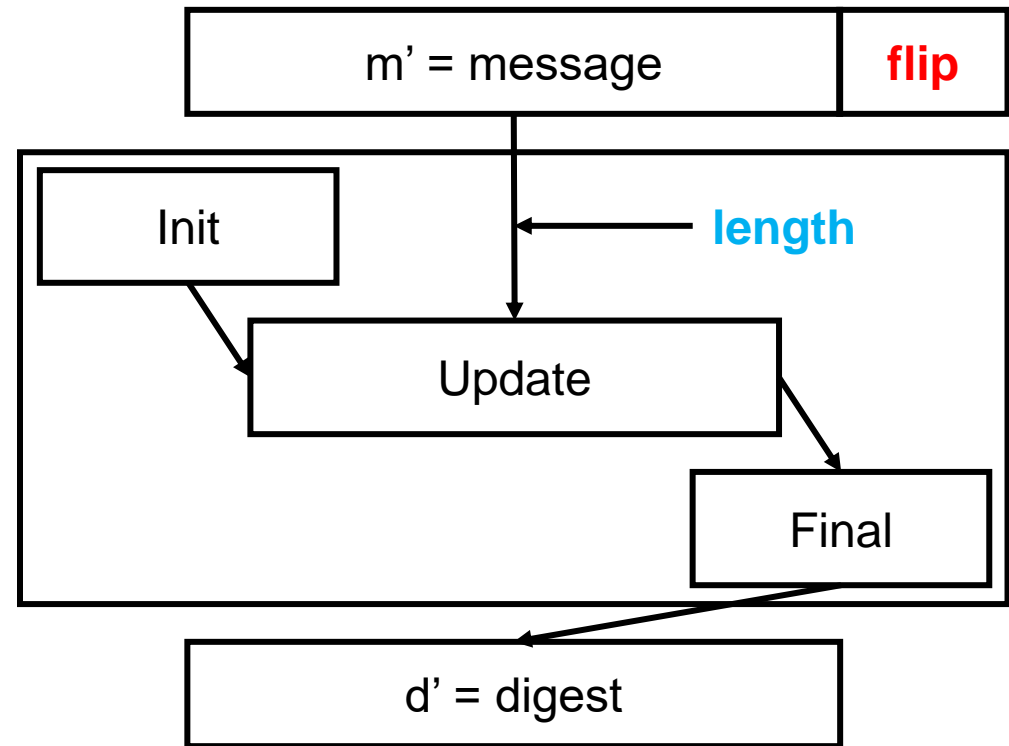 m’ = message
flip
Init
length
Update
Final
d’ = digest